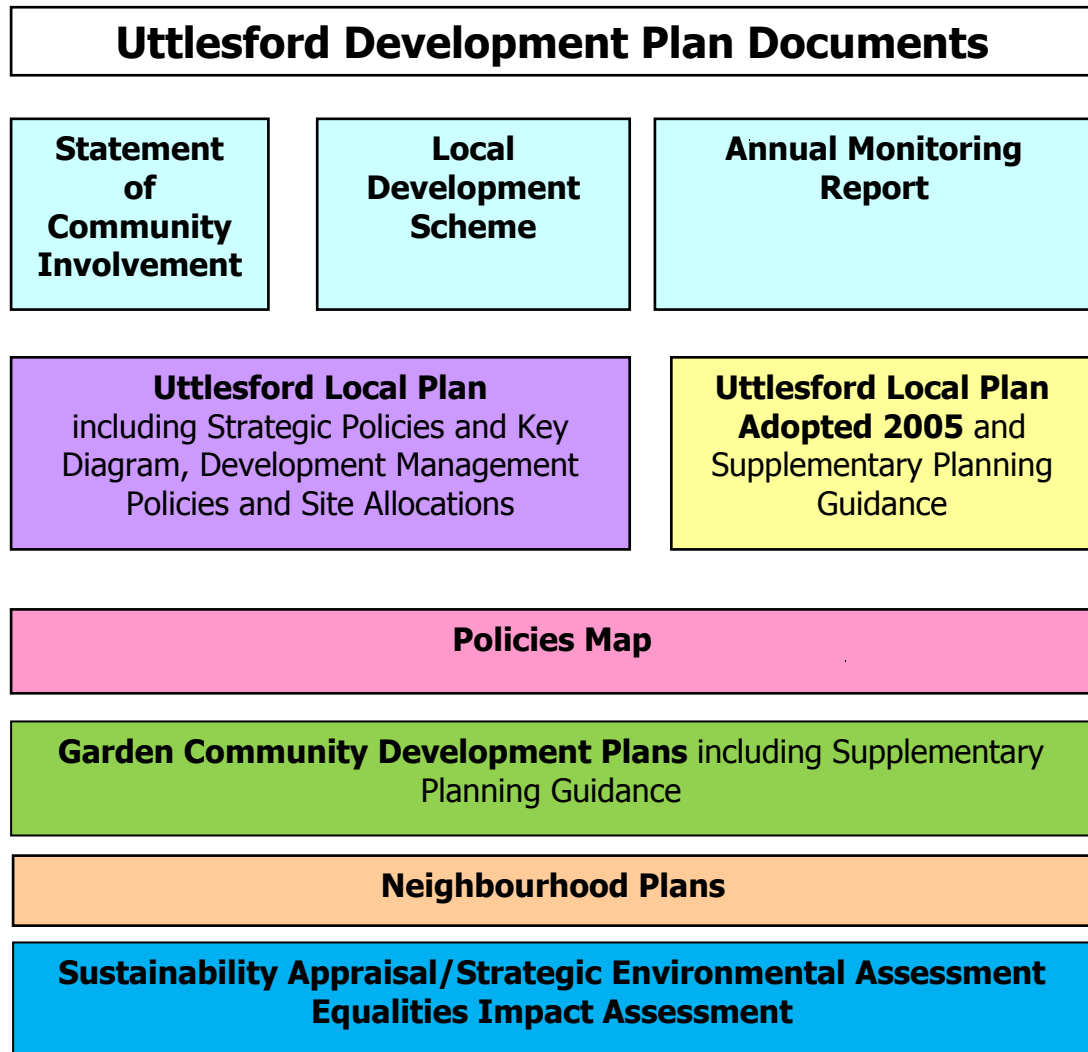 Uttlesford Development Plan Documents
Statement
of
Community
Involvement
Local
Development
Scheme
Annual Monitoring
Report
Uttlesford Local Plan
including Strategic Policies and Key
Diagram, Development Management
Policies and Site Allocations
Uttlesford Local Plan
Adopted 2005 and
Supplementary Planning
Guidance
Policies Map
Garden Community Development Plans including Supplementary
Planning Guidance
Neighbourhood Plans
Sustainability Appraisal/Strategic Environmental Assessment
Equalities Impact Assessment